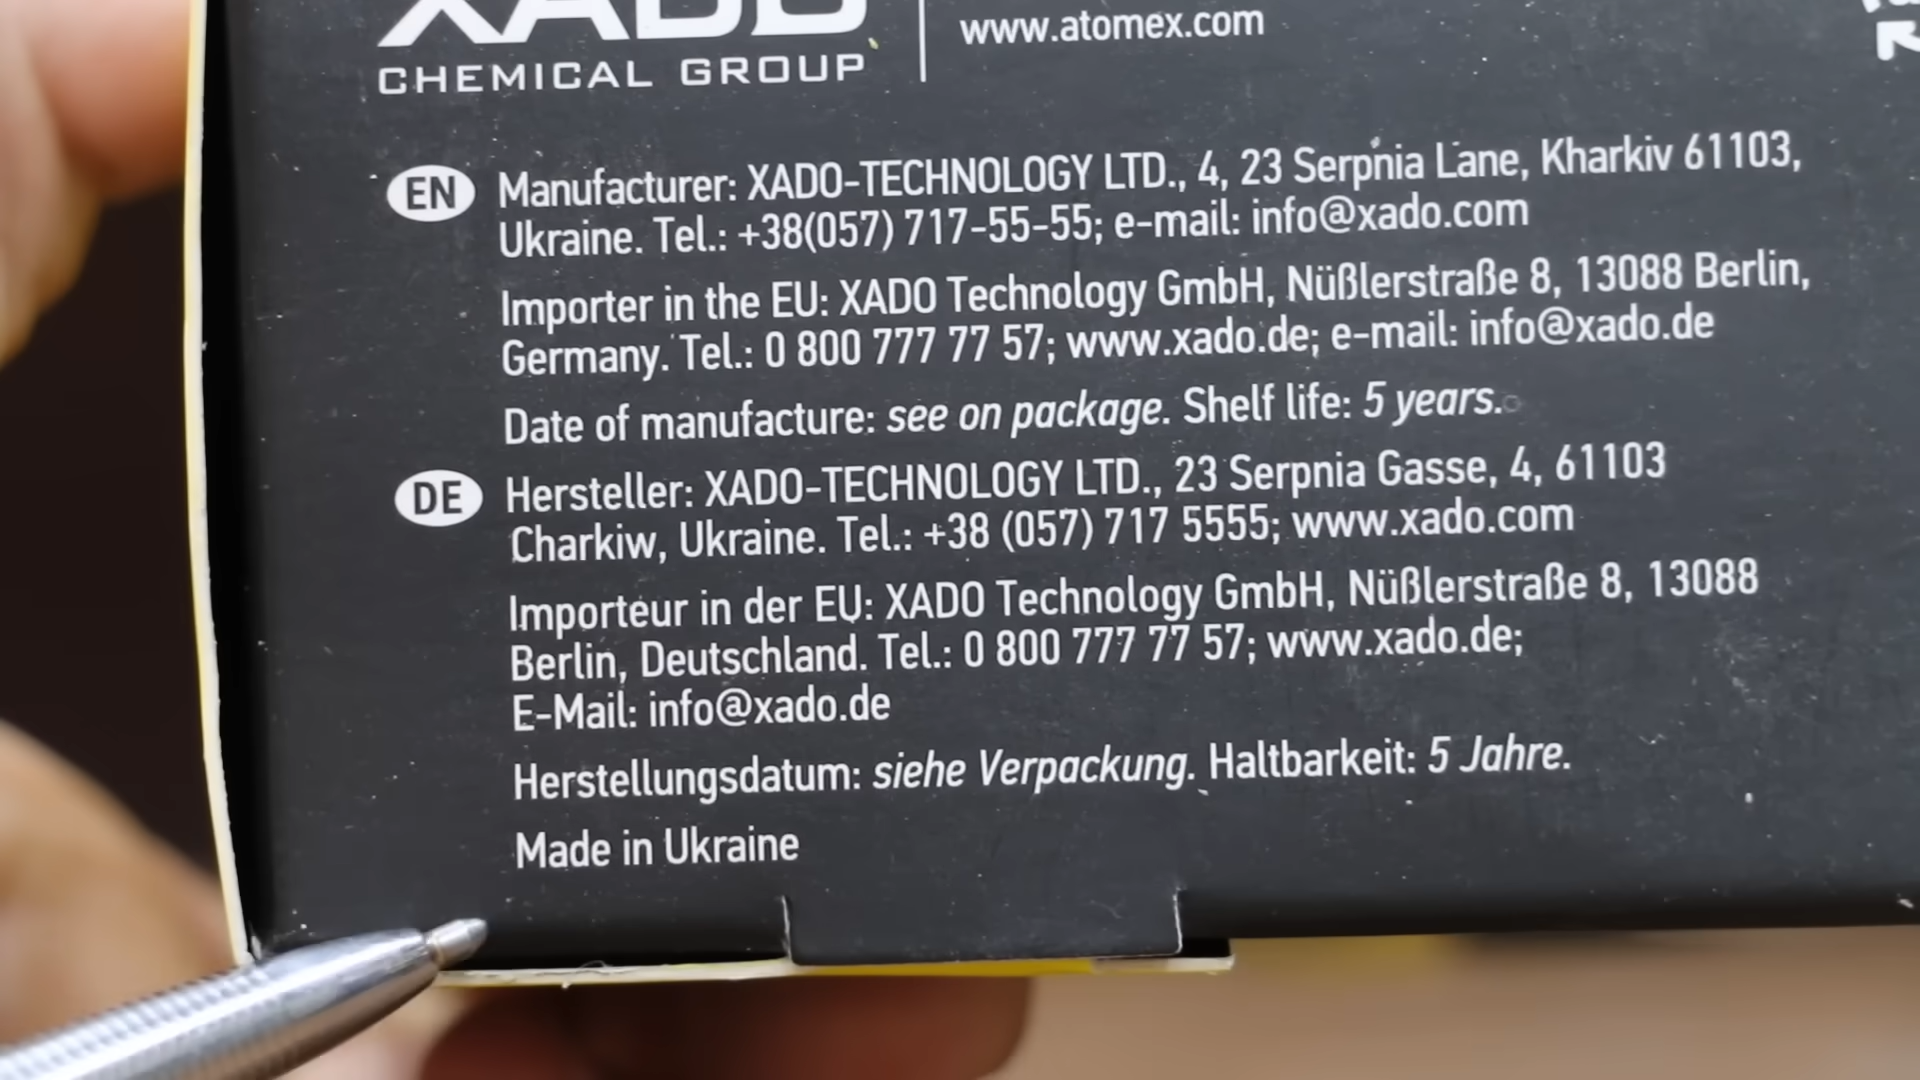 XADO
CHEMICAL GROUP
www.atomex.com
EN Manufacturer: XADO-TECHNOLOGY LTD., 4, 23 Serpnia Lane, Kharkiv 61103,
Ukraine. Tel.: +38(057) 717-55-55; e-mail: info@xado.com
Importer in the EU: XADO Technology GmbH, Nüßlerstraße 8, 13088 Berlin,
Germany. Tel.: 0 800 777 77 57; www.xado.de; e-mail: info@xado.de
Date of manufacture: see on package. Shelf life: 5 years.
DE Hersteller: XADO-TECHNOLOGY LTD., 23 Serpnia Gasse, 4, 61103
Charkiw, Ukraine. Tel.: +38 (057) 717 5555; www.xado.com
Importeur in der EU: XADO Technology GmbH, Nüßlerstraße 8, 13088
Berlin, Deutschland. Tel.: 0 800 777 77 57; www.xado.de;
E-Mail: info@xado.de
Herstellungsdatum: siehe Verpackung. Haltbarkeit: 5 Jahre.
Made in Ukraine